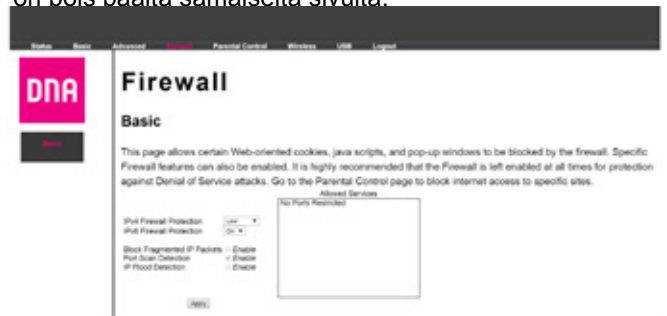 on pois päältä samaiselta sivulta.
Status Basic Advanced Firewall Parental Control Wireless USB Logout
DNA
Basic
Firewall
Basic
This page allows certain Web-oriented cookies, java scripts, and pop-up windows to be blocked by the firewall. Specific
Firewall features can also be enabled. It is highly recommended that the Firewall is left enabled at all times for protection
against Denial of Service attacks. Go to the Parental Control page to block internet access to specific sites.
Allowed Services
No Ports Restricted
IPv4 Firewall Protection Low
IPv6 Firewall Protection On
Block Fragmented IP Packets Enable
Port Scan Detection Enable
IP Flood Detection Enable
Apply